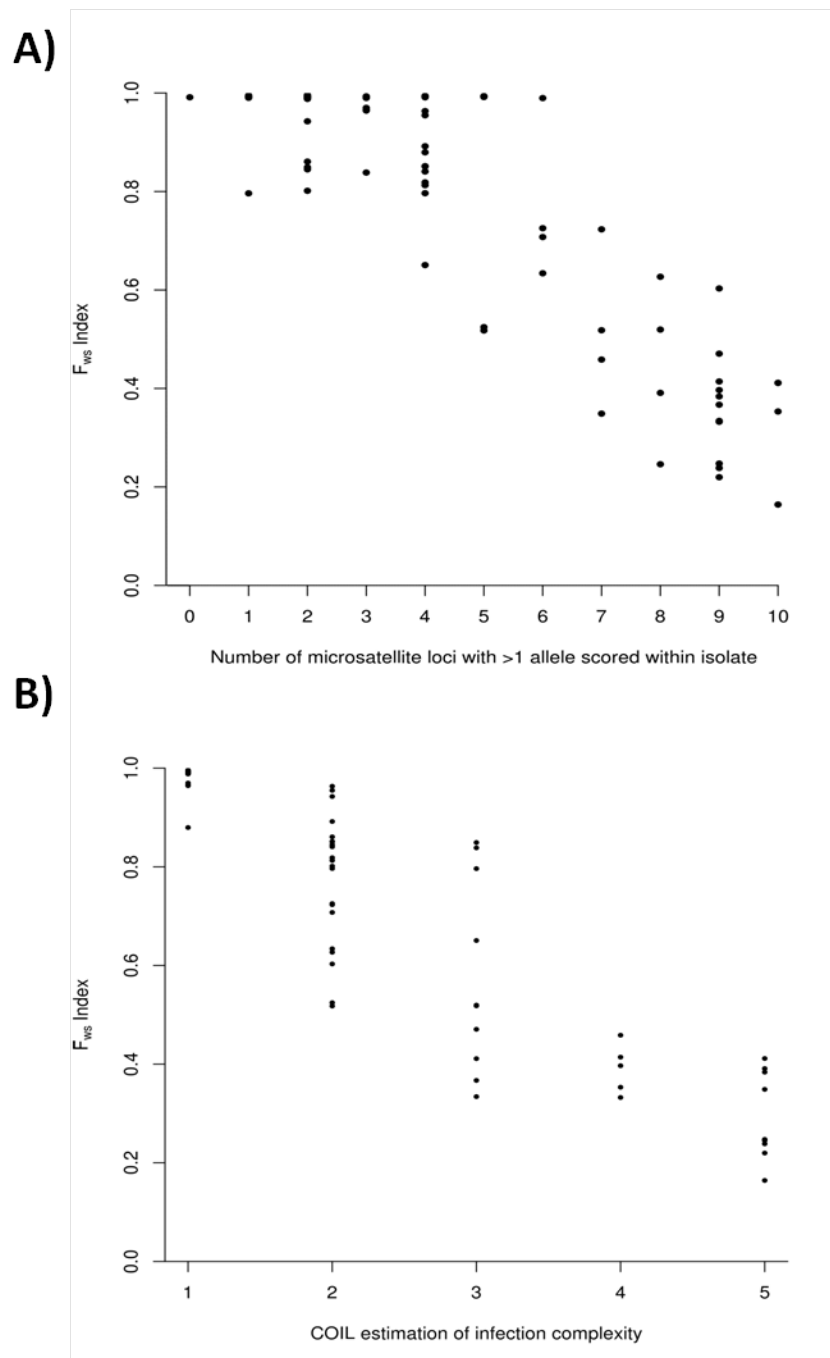 A)
1.0
0.8
0.6
0.4
0.2
0.0
Fws Index
0 1 2 3 4 5 6 7 8 9 10
Number of microsatellite loci with >1 allele scored within isolate
B)
1.0
0.8
0.6
0.4
0.2
0.0
Fws Index
1 2 3 4 5
COIL estimation of infection complexity